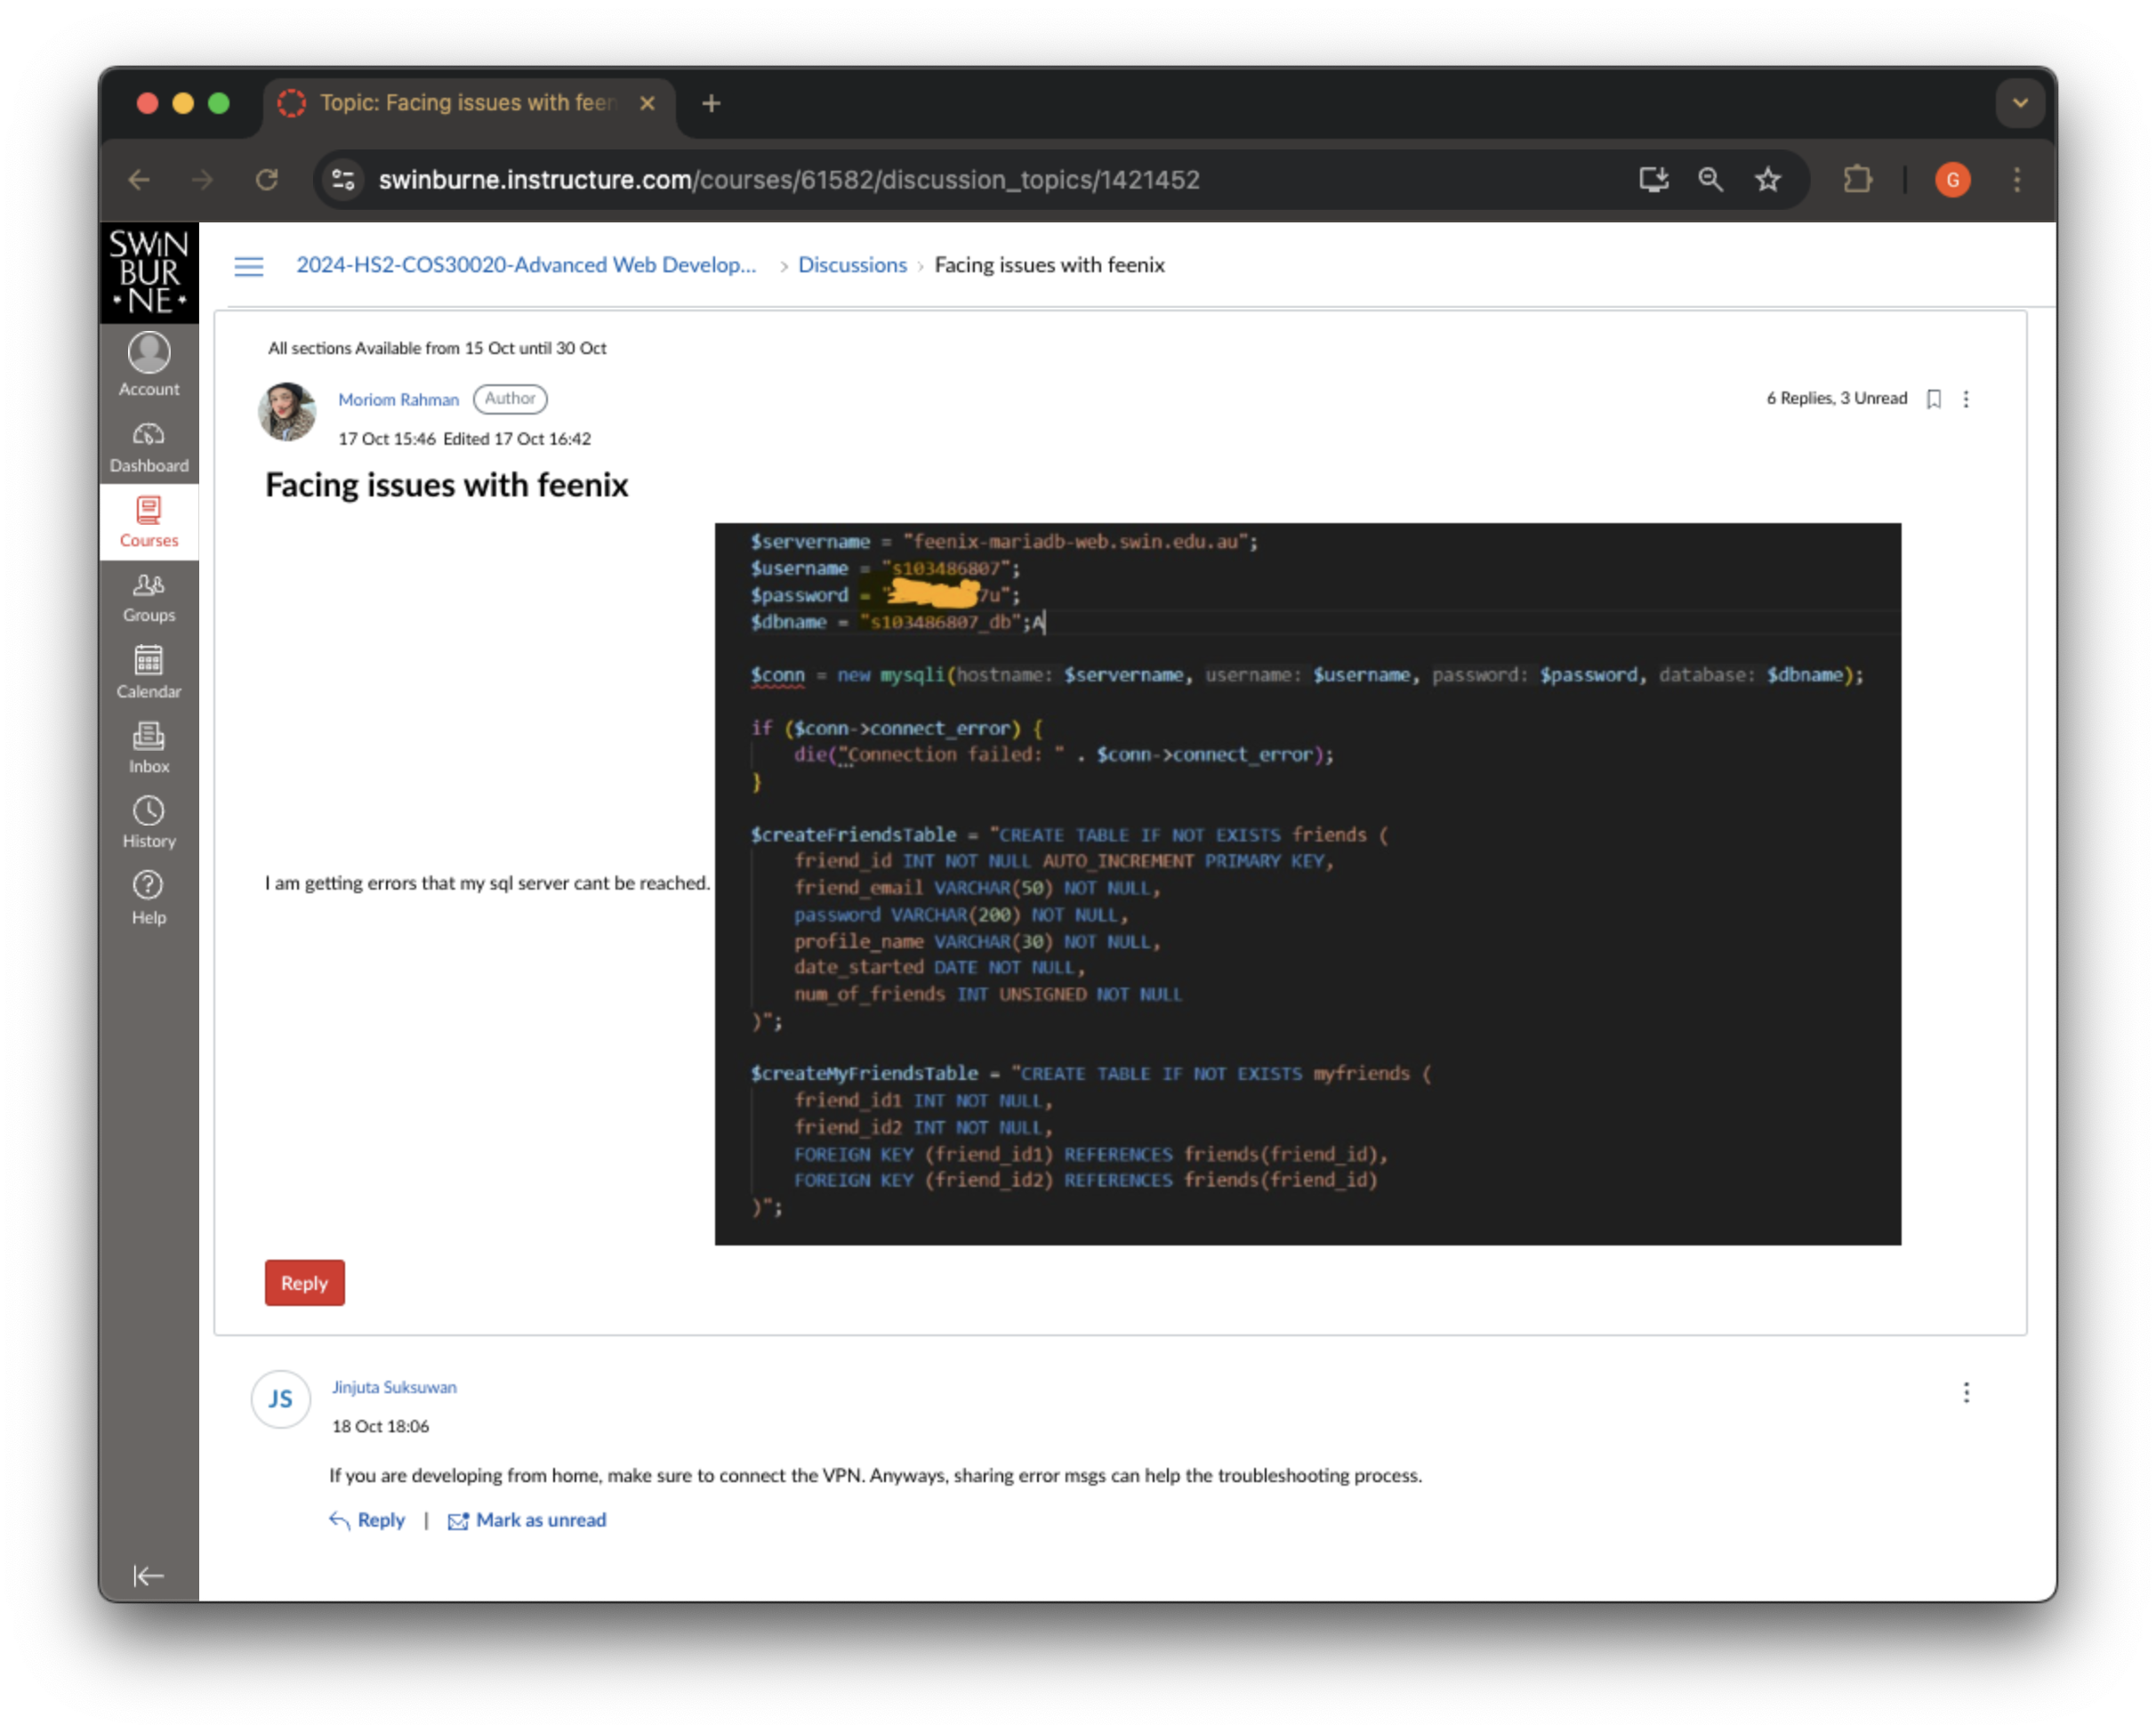 Topic: Facing issues with feen
swinburne.instructure.com/courses/61582/discussion_topics/1421452
G
SWIN
BUR
•NE•
2024-HS2-COS30020-Advanced Web Develop... > Discussions > Facing issues with feenix
Account
Dashboard
Courses
Groups
Calendar
Inbox
History
Help
All sections Available from 15 Oct until 30 Oct
Moriom Rahman Author
6 Replies, 3 Unread
17 Oct 15:46 Edited 17 Oct 16:42
Facing issues with feenix
I am getting errors that my sql server cant be reached.
$servername = "feenix-mariadb-web.swin.edu.au";
$username = "s103486807";
$password = "7u";
$dbname = "s103486807_db";A
$conn = new mysqli(hostname: $servername, username: $username, password: $password, database: $dbname);
if ($conn->connect_error) {
die("Connection failed: " . $conn->connect_error);
}
$createFriendsTable = "CREATE TABLE IF NOT EXISTS friends (
friend_id INT NOT NULL AUTO_INCREMENT PRIMARY KEY,
friend_email VARCHAR(50) NOT NULL,
password VARCHAR(200) NOT NULL,
profile_name VARCHAR(30) NOT NULL,
date_started DATE NOT NULL,
num_of_friends INT UNSIGNED NOT NULL
)";
$createMyFriendsTable = "CREATE TABLE IF NOT EXISTS myfriends (
friend_id1 INT NOT NULL,
friend_id2 INT NOT NULL,
FOREIGN KEY (friend_id1) REFERENCES friends(friend_id),
FOREIGN KEY (friend_id2) REFERENCES friends(friend_id)
)";
Reply
JS
Jinjuta Suksuwan
18 Oct 18:06
If you are developing from home, make sure to connect the VPN. Anyways, sharing error msgs can help the troubleshooting process.
Reply | Mark as unread